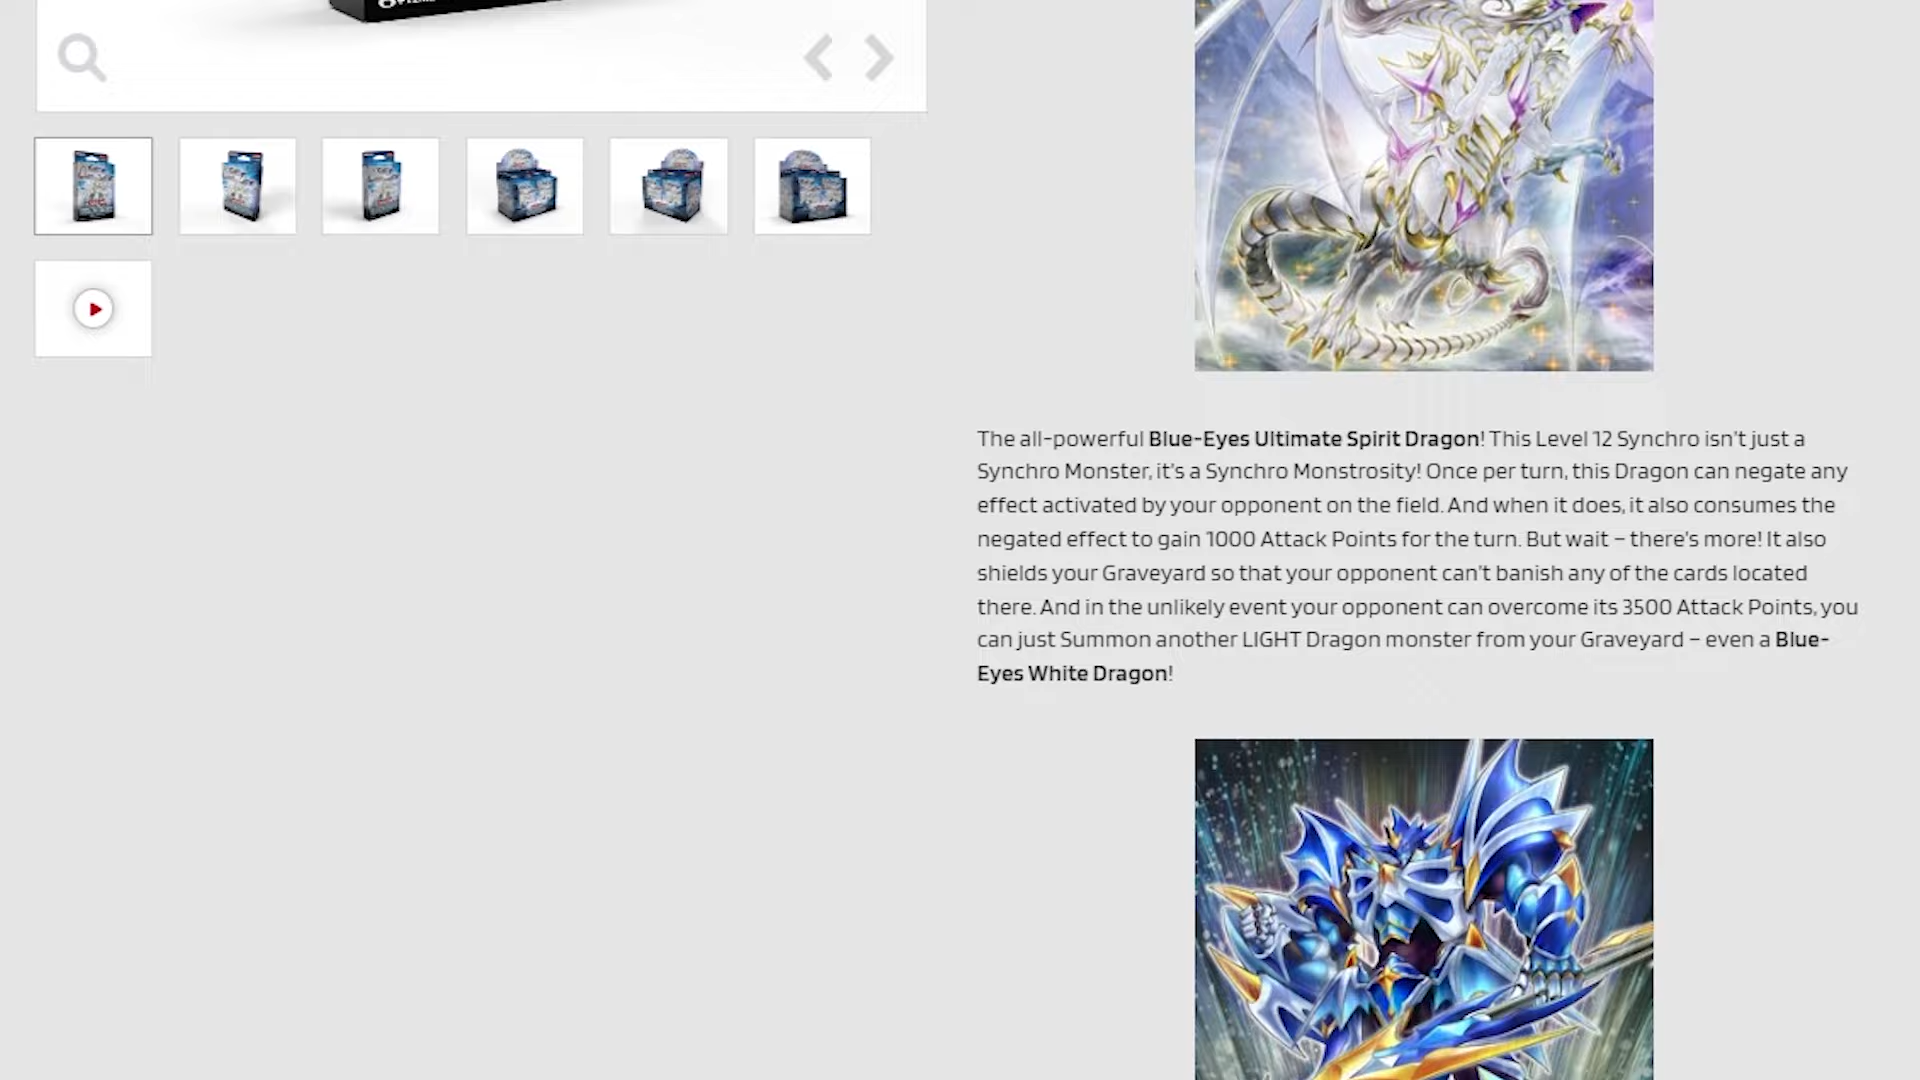 The all-powerful Blue-Eyes Ultimate Spirit Dragon! This Level 12 Synchro isn't just a
Synchro Monster, it's a Synchro Monstrosity! Once per turn, this Dragon can negate any
effect activated by your opponent on the field. And when it does, it also consumes the
negated effect to gain 1000 Attack Points for the turn. But wait – there's more! It also
shields your Graveyard so that your opponent can't banish any of the cards located
there. And in the unlikely event your opponent can overcome its 3500 Attack Points, you
can just Summon another LIGHT Dragon monster from your Graveyard – even a Blue-
Eyes White Dragon!